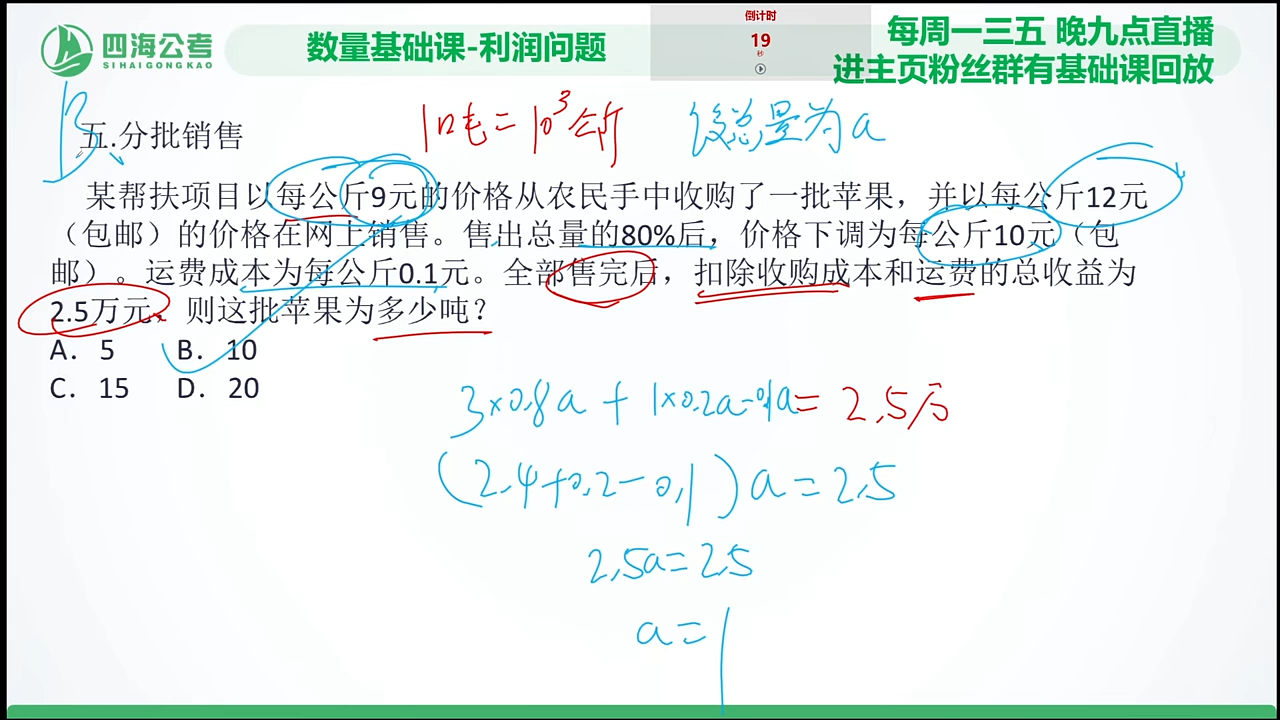 四海公考
SIHAIGONGKAO
数量基础课-利润问题
倒计时
19
秒
每周一三五 晚九点直播
进主页粉丝群有基础课回放
五.分批销售
1吨=10³公斤
设总量为a
某帮扶项目以每公斤9元的价格从农民手中收购了一批苹果，并以每公斤12元
（包邮）的价格在网上销售。售出总量的80%后，价格下调为每公斤10元（包
邮）。运费成本为每公斤0.1元。全部售完后，扣除收购成本和运费的总收益为
2.5万元，则这批苹果为多少吨？
A. 5 B. 10
C. 15 D. 20
3×0.8a + 1×0.2a-0.1a= 2.5万
(2.4+0.2-0.1)a=2.5
2.5a=2.5
a=1